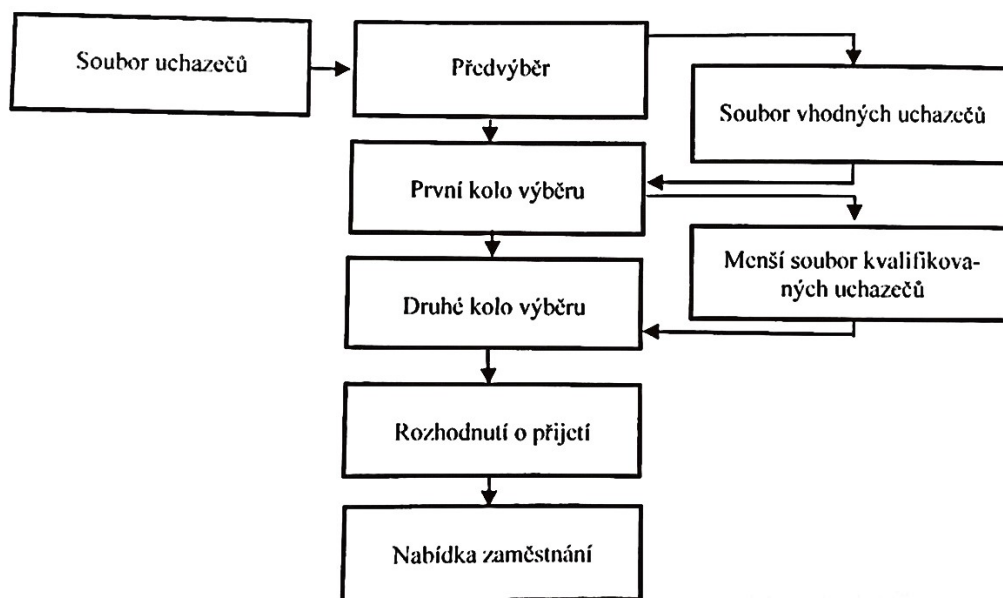 Soubor uchazečů
Předvýběr
Soubor vhodných uchazečů
První kolo výběru
Menší soubor kvalifikova-
ných uchazečů
Druhé kolo výběru
Rozhodnutí o přijetí
Nabídka zaměstnání